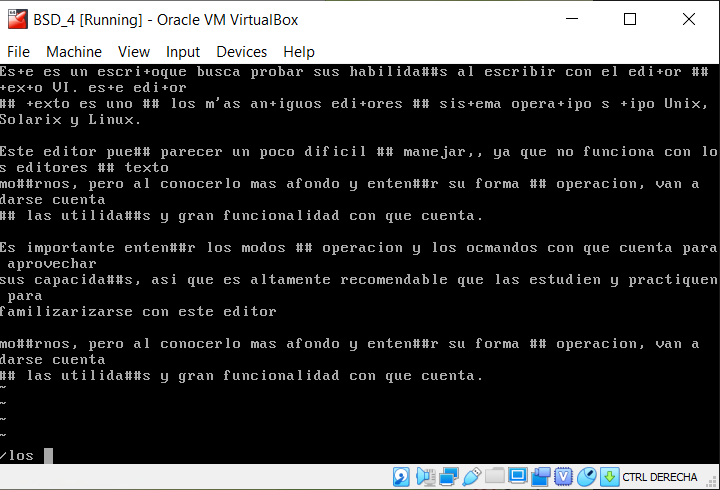 BSD_4 [Running] - Oracle VM VirtualBox
File Machine View Input Devices Help
Es+e es un escri+oque busca probar sus habilida##s al escribir con el edi+or ##
+ex+o VI. es+e edi+or
## +exto es uno ## los m'as an+iguos edi+ores ## sis+ema opera+ipo s +ipo Unix,
Solarix y Linux.
Este editor pue## parecer un poco dificil ## manejar,, ya que no funciona con lo
s editores ## texto
mo##rnos, pero al conocerlo mas afondo y enten##r su forma ## operacion, van a
darse cuenta
## las utilida##s y gran funcionalidad con que cuenta.
Es importante enten##r los modos ## operacion y los ocmandos con que cuenta para
aprovechar
sus capacida##s, asi que es altamente recomendable que las estudien y practiquen
para
familizarizarse con este editor
mo##rnos, pero al conocerlo mas afondo y enten##r su forma ## operacion, van a
darse cuenta
## las utilida##s y gran funcionalidad con que cuenta.
~
~
~
~
/los
CTRL DERECHA